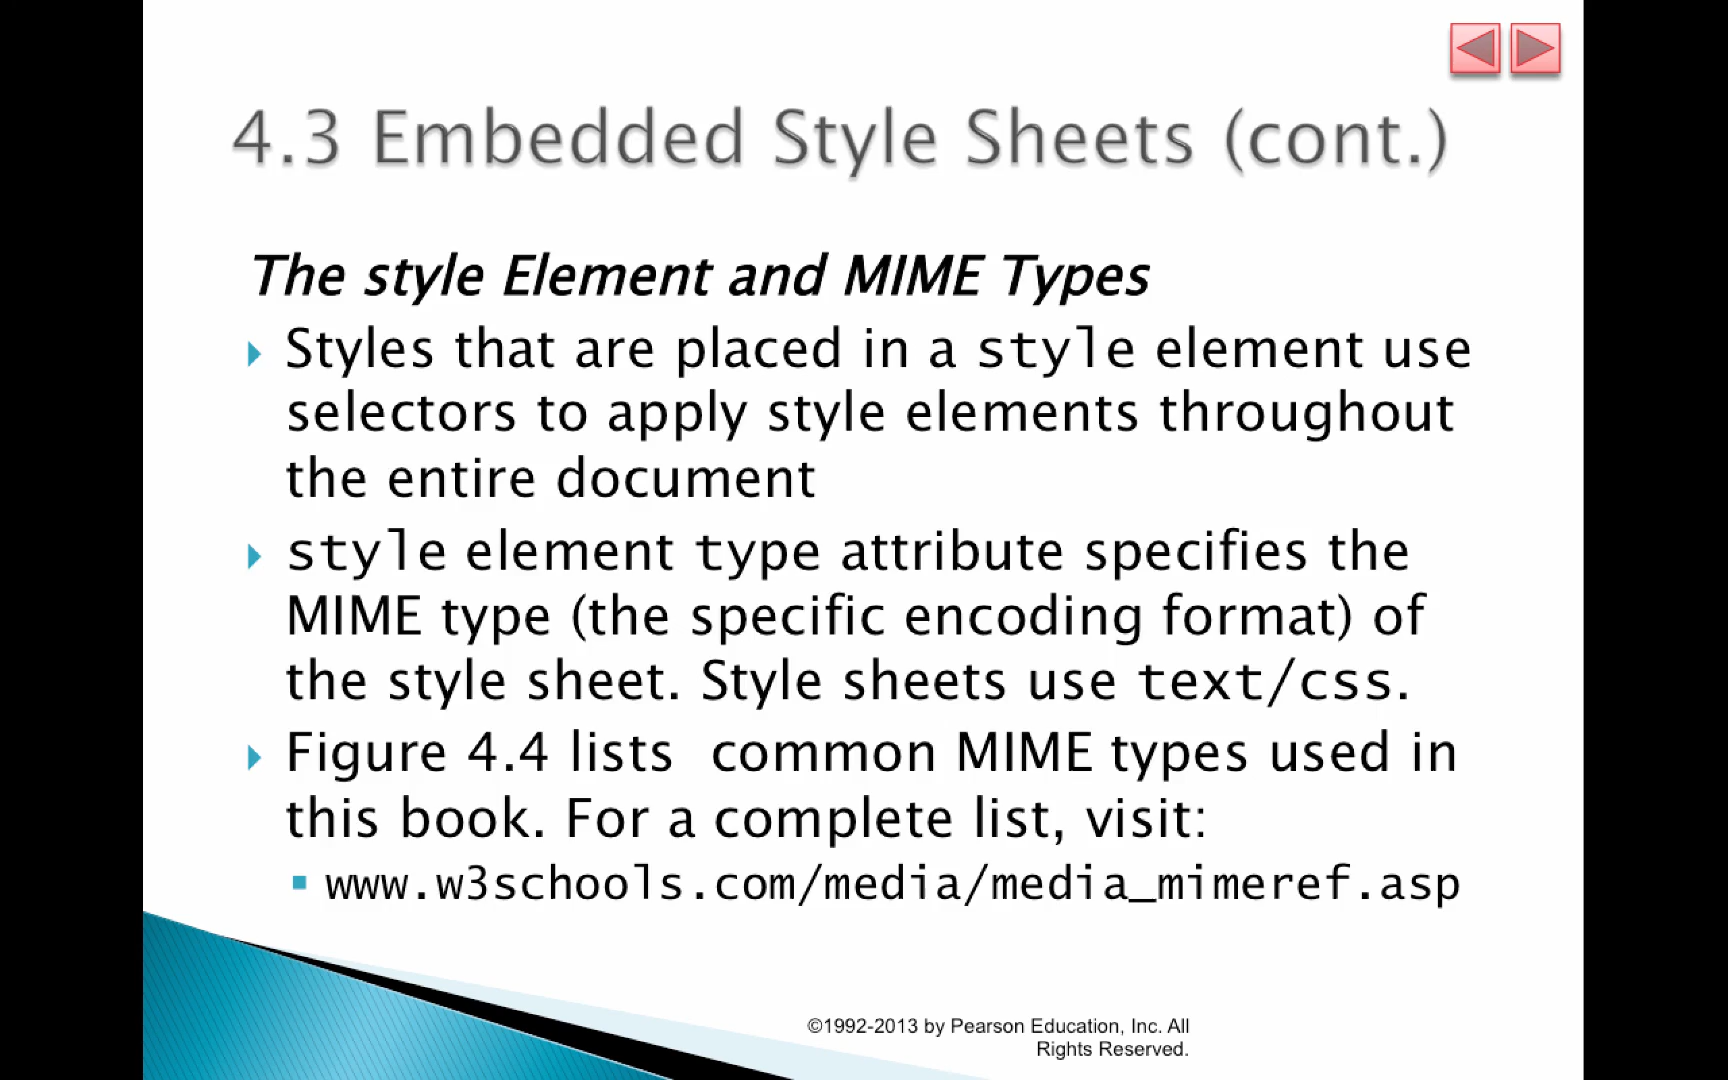 4.3 Embedded Style Sheets (cont.)
The style Element and MIME Types
Styles that are placed in a style element use
selectors to apply style elements throughout
the entire document
style element type attribute specifies the
MIME type (the specific encoding format) of
the style sheet. Style sheets use text/css.
Figure 4.4 lists  common MIME types used in
this book. For a complete list, visit:
www.w3schools.com/media/media_mimeref.asp
©1992-2013 by Pearson Education, Inc. All
Rights Reserved.